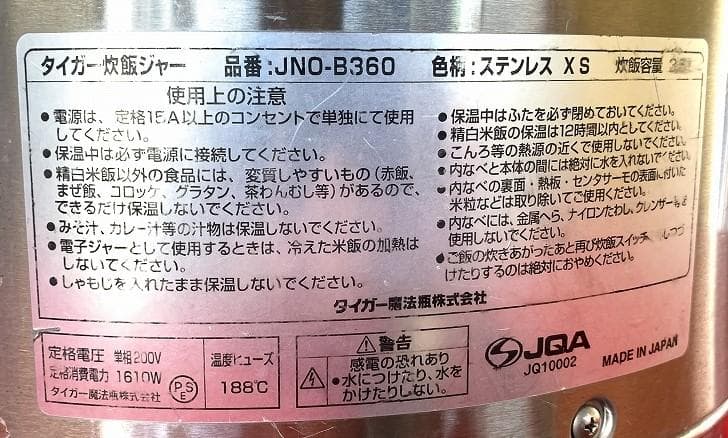 タイガー炊飯ジャー 品番:JNO-B360 色柄:ステンレス XS 炊飯容量
使用上の注意
●電源は、定格15A以上のコンセントで単独にて使用
してください。
●保温中は必ず電源に接続してください。
●精白米飯以外の食品には、変質しやすいもの(赤飯、
まぜ飯、コロッケ、グラタン、茶わんむし等)があるので、
できるだけ保温しないでください。
●みそ汁、カレー汁等の汁物は保温しないでください。
●電子ジャーとして使用するときは、冷えた米飯の加熱は
しないでください。
●しゃもじを入れたまま保温しないでください。
●保温中はふたを必ず閉めておいてください。
●精白米飯の保温は12時間以内としてください。
●こんろ等の熱源の近くで使用しないでください。
●内なべと本体の間には絶対に水を入れないでください。
●内なべの裏面・熱板・センササーモの表面に付いた
米粒などは取り除いてご使用ください。
●内なべには、金属へら、ナイロンたわし、クレンザー等を
使用しないでください。
●ご飯の炊きあがったあと再び炊飯スイッチ しつづ
けたりするのは絶対におやめください。
タイガー魔法瓶株式会社
定格電圧 単相200V
定格消費電力 1610W
タイガー魔法瓶株式会社
PSE
温度ヒューズ
188℃
警告
感電の恐れあり
●水につけたり、水を
かけたりしない。
JQA
JQ10002
MADE IN JAPAN